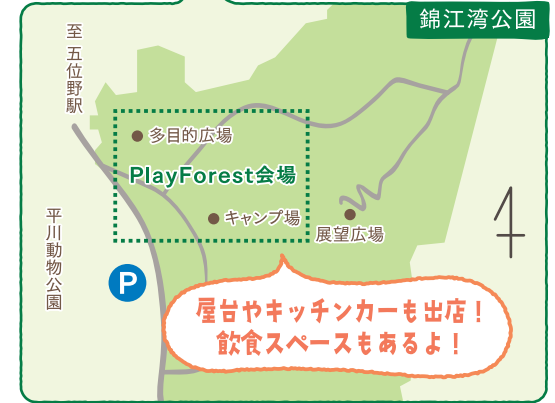 錦江湾公園
至 五位野駅
多目的広場
PlayForest会場
キャンプ場
展望広場
平川動物公園
P
屋台やキッチンカーも出店！
飲食スペースもあるよ！